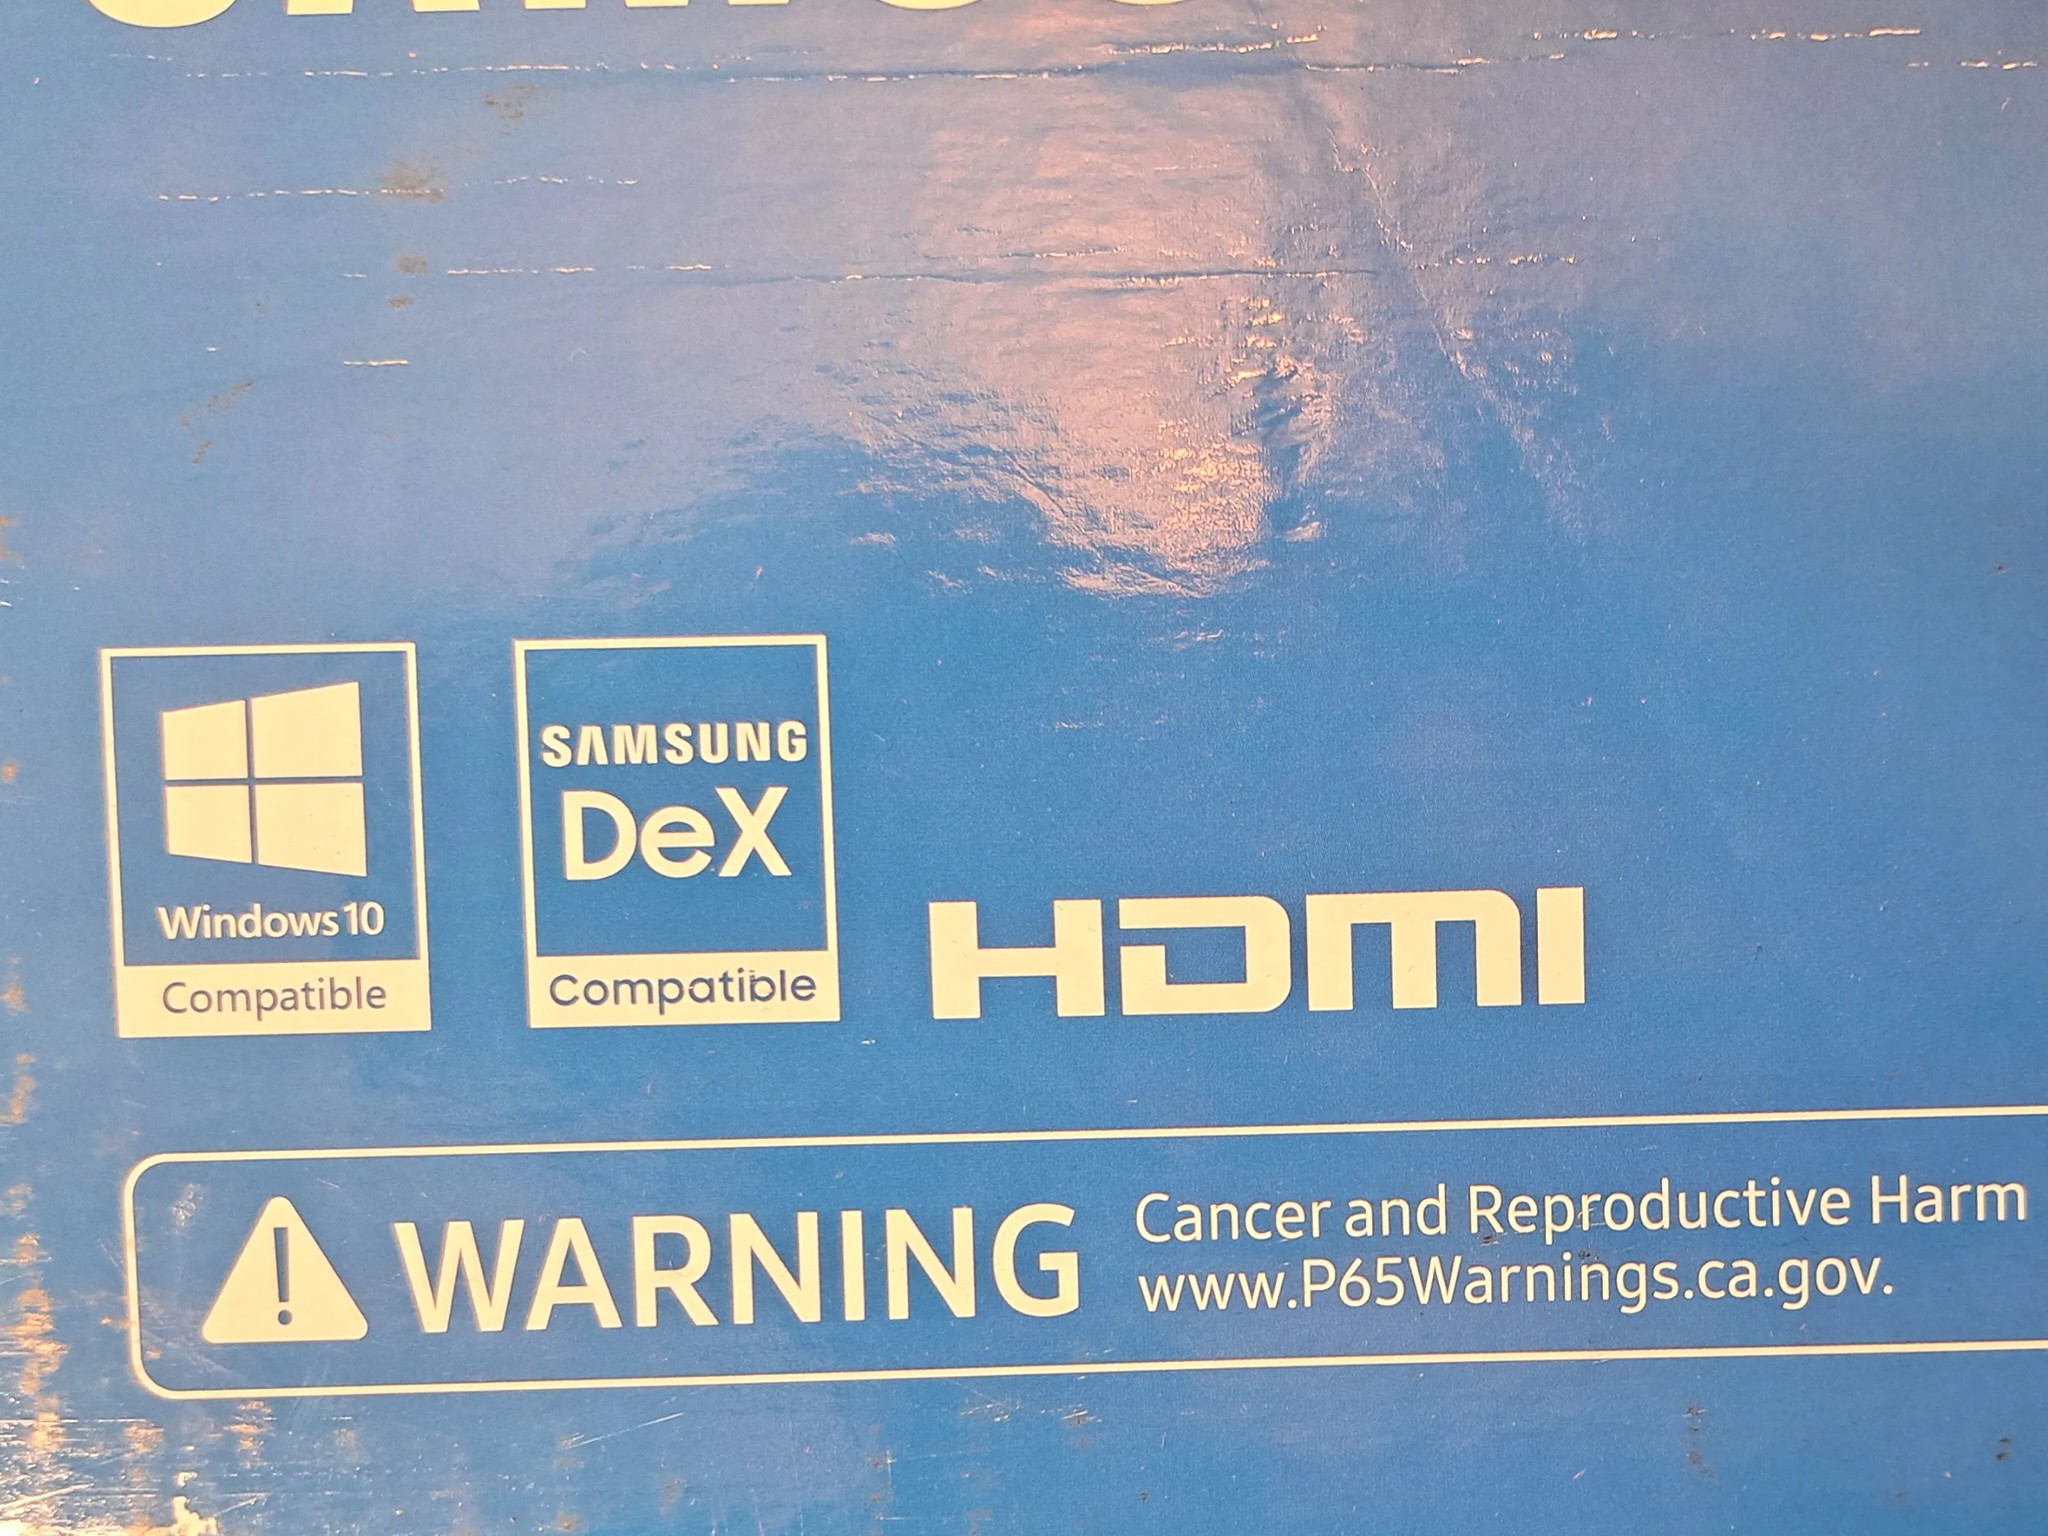 Windows 10
Compatible
SAMSUNG
DeX
Compatible
HDMI
WARNING
Cancer and Reproductive Harm
www.P65Warnings.ca.gov.